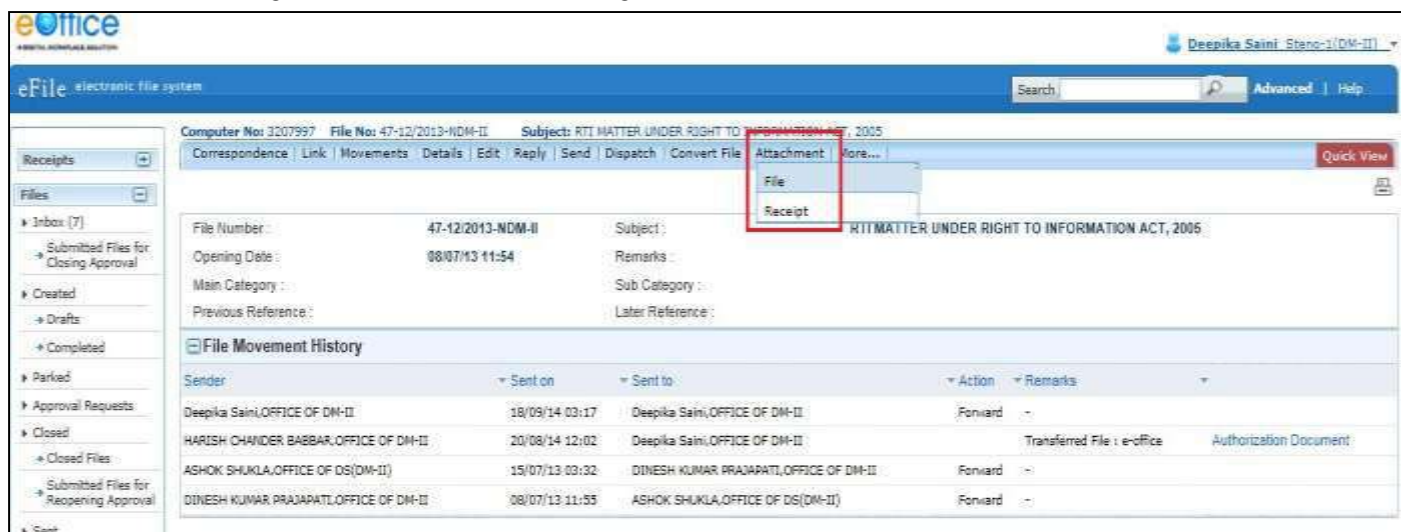 eOffice
A DIGITAL WORKPLACE SOLUTION
Deepika Saini Steno-1(DM-II)
eFile electronic file system
Search
Advanced | Help
Computer No: 3207997 File No: 47-12/2013-NDM-II Subject: RTI MATTER UNDER RIGHT TO INFORMATION ACT, 2005
Correspondence | Link | Movements Details | Edit | Reply | Send | Dispatch | Convert File | Attachment | More... |
Quick View
File
Receipt
Receipts
Files
Inbox (7)
Submitted Files for
Closing Approval
Created
Drafts
Completed
Parked
Approval Requests
Closed
Closed Files
Submitted Files for
Reopening Approval
Sent
File Number : 47-12/2013-NDM-II Subject : RTI MATTER UNDER RIGHT TO INFORMATION ACT, 2005
Opening Date : 08/07/13 11:54 Remarks :
Main Category : Sub Category :
Previous Reference : Later Reference :
File Movement History
Sender Sent on Sent to Action Remarks
Deepika Saini,OFFICE OF DM-II 18/09/14 03:17 Deepika Saini,OFFICE OF DM-II Forward -
HARISH CHANDER BABBAR,OFFICE OF DM-II 20/08/14 12:02 Deepika Saini,OFFICE OF DM-II Transferred File : e-office Authorization Document
ASHOK SHUKLA,OFFICE OF DS(DM-II) 15/07/13 03:32 DINESH KUMAR PRAJAPATI,OFFICE OF DM-II Forward -
DINESH KUMAR PRAJAPATI,OFFICE OF DM-II 08/07/13 11:55 ASHOK SHUKLA,OFFICE OF DS(DM-II) Forward -